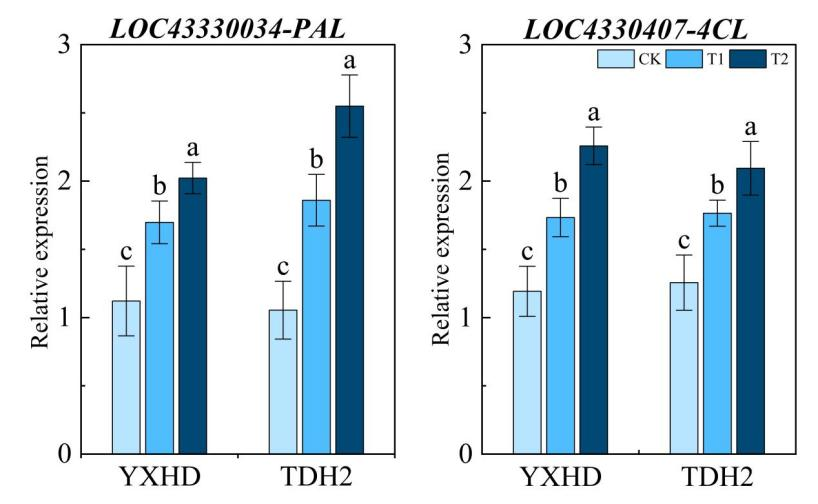 LOC43330034-PAL
Relative expression
3
2
1
0
c
b
a
c
b
a
YXHD
TDH2
LOC4330407-4CL
CK T1 T2
Relative expression
3
2
1
0
c
b
a
c
b
a
YXHD
TDH2